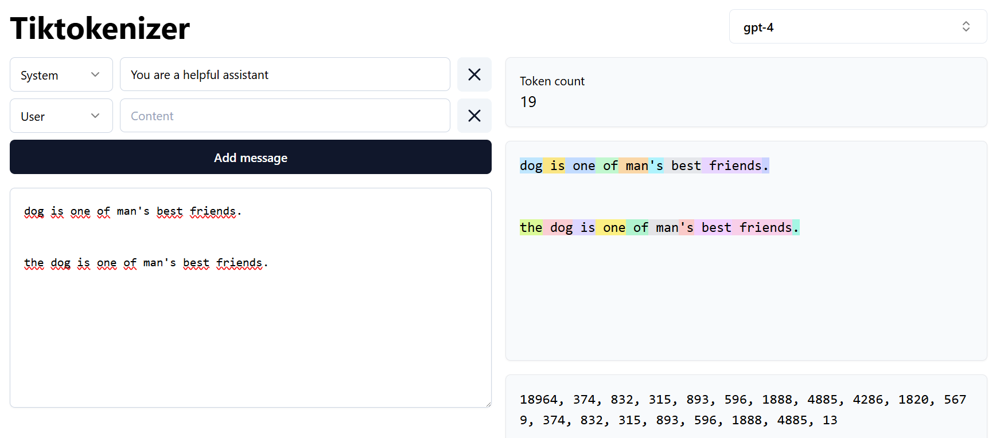 Tiktokenizer
gpt-4
System
You are a helpful assistant
User
Content
Add message
dog is one of man's best friends.
the dog is one of man's best friends.
Token count
19
dog is one of man's best friends.
the dog is one of man's best friends.
18964, 374, 832, 315, 893, 596, 1888, 4885, 4286, 1820, 567
9, 374, 832, 315, 893, 596, 1888, 4885, 13